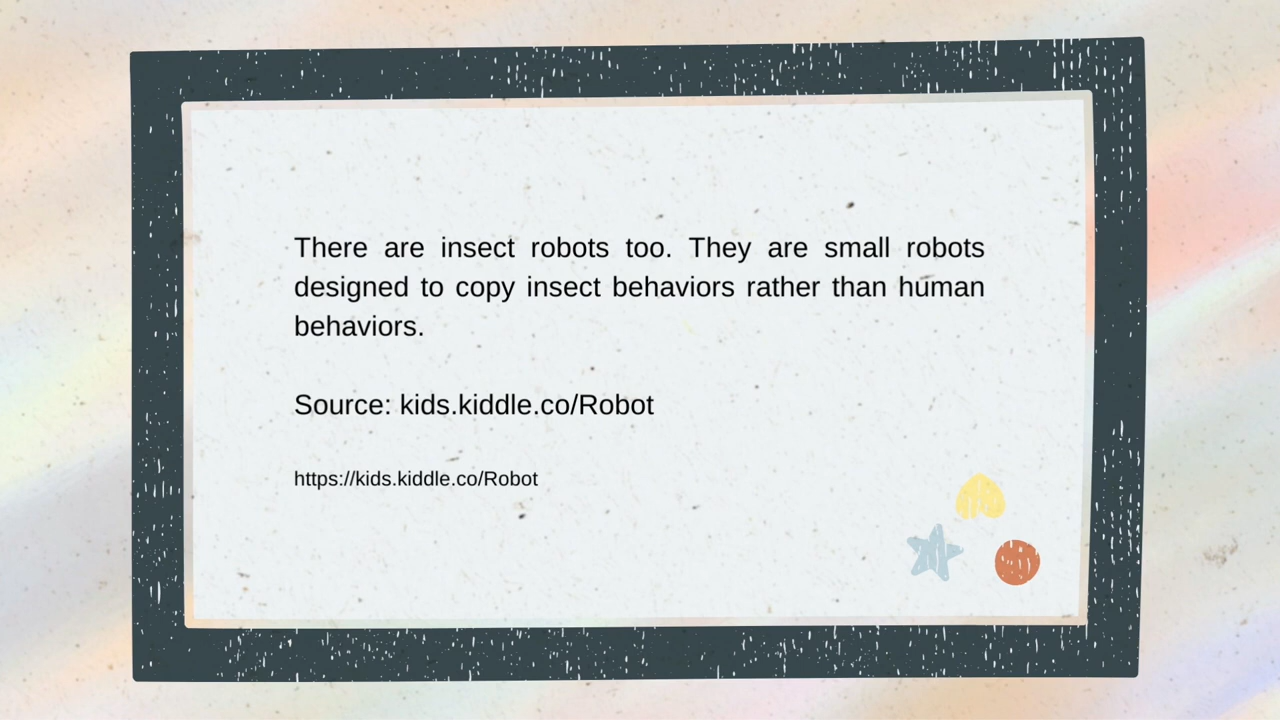 There are insect robots too. They are small robots
designed to copy insect behaviors rather than human
behaviors.
Source: kids.kiddle.co/Robot
https://kids.kiddle.co/Robot